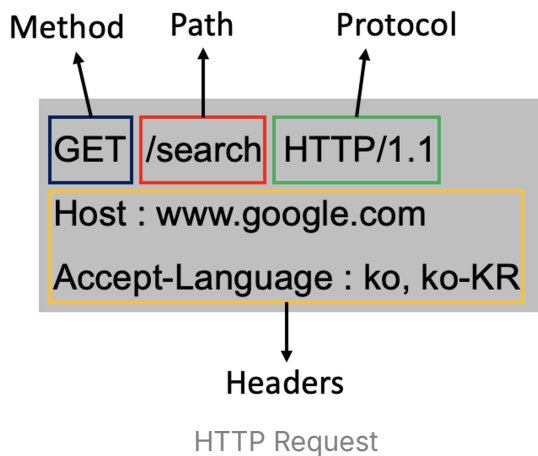 Method Path Protocol
GET /search HTTP/1.1
Host : www.google.com
Accept-Language : ko, ko-KR
Headers
HTTP Request